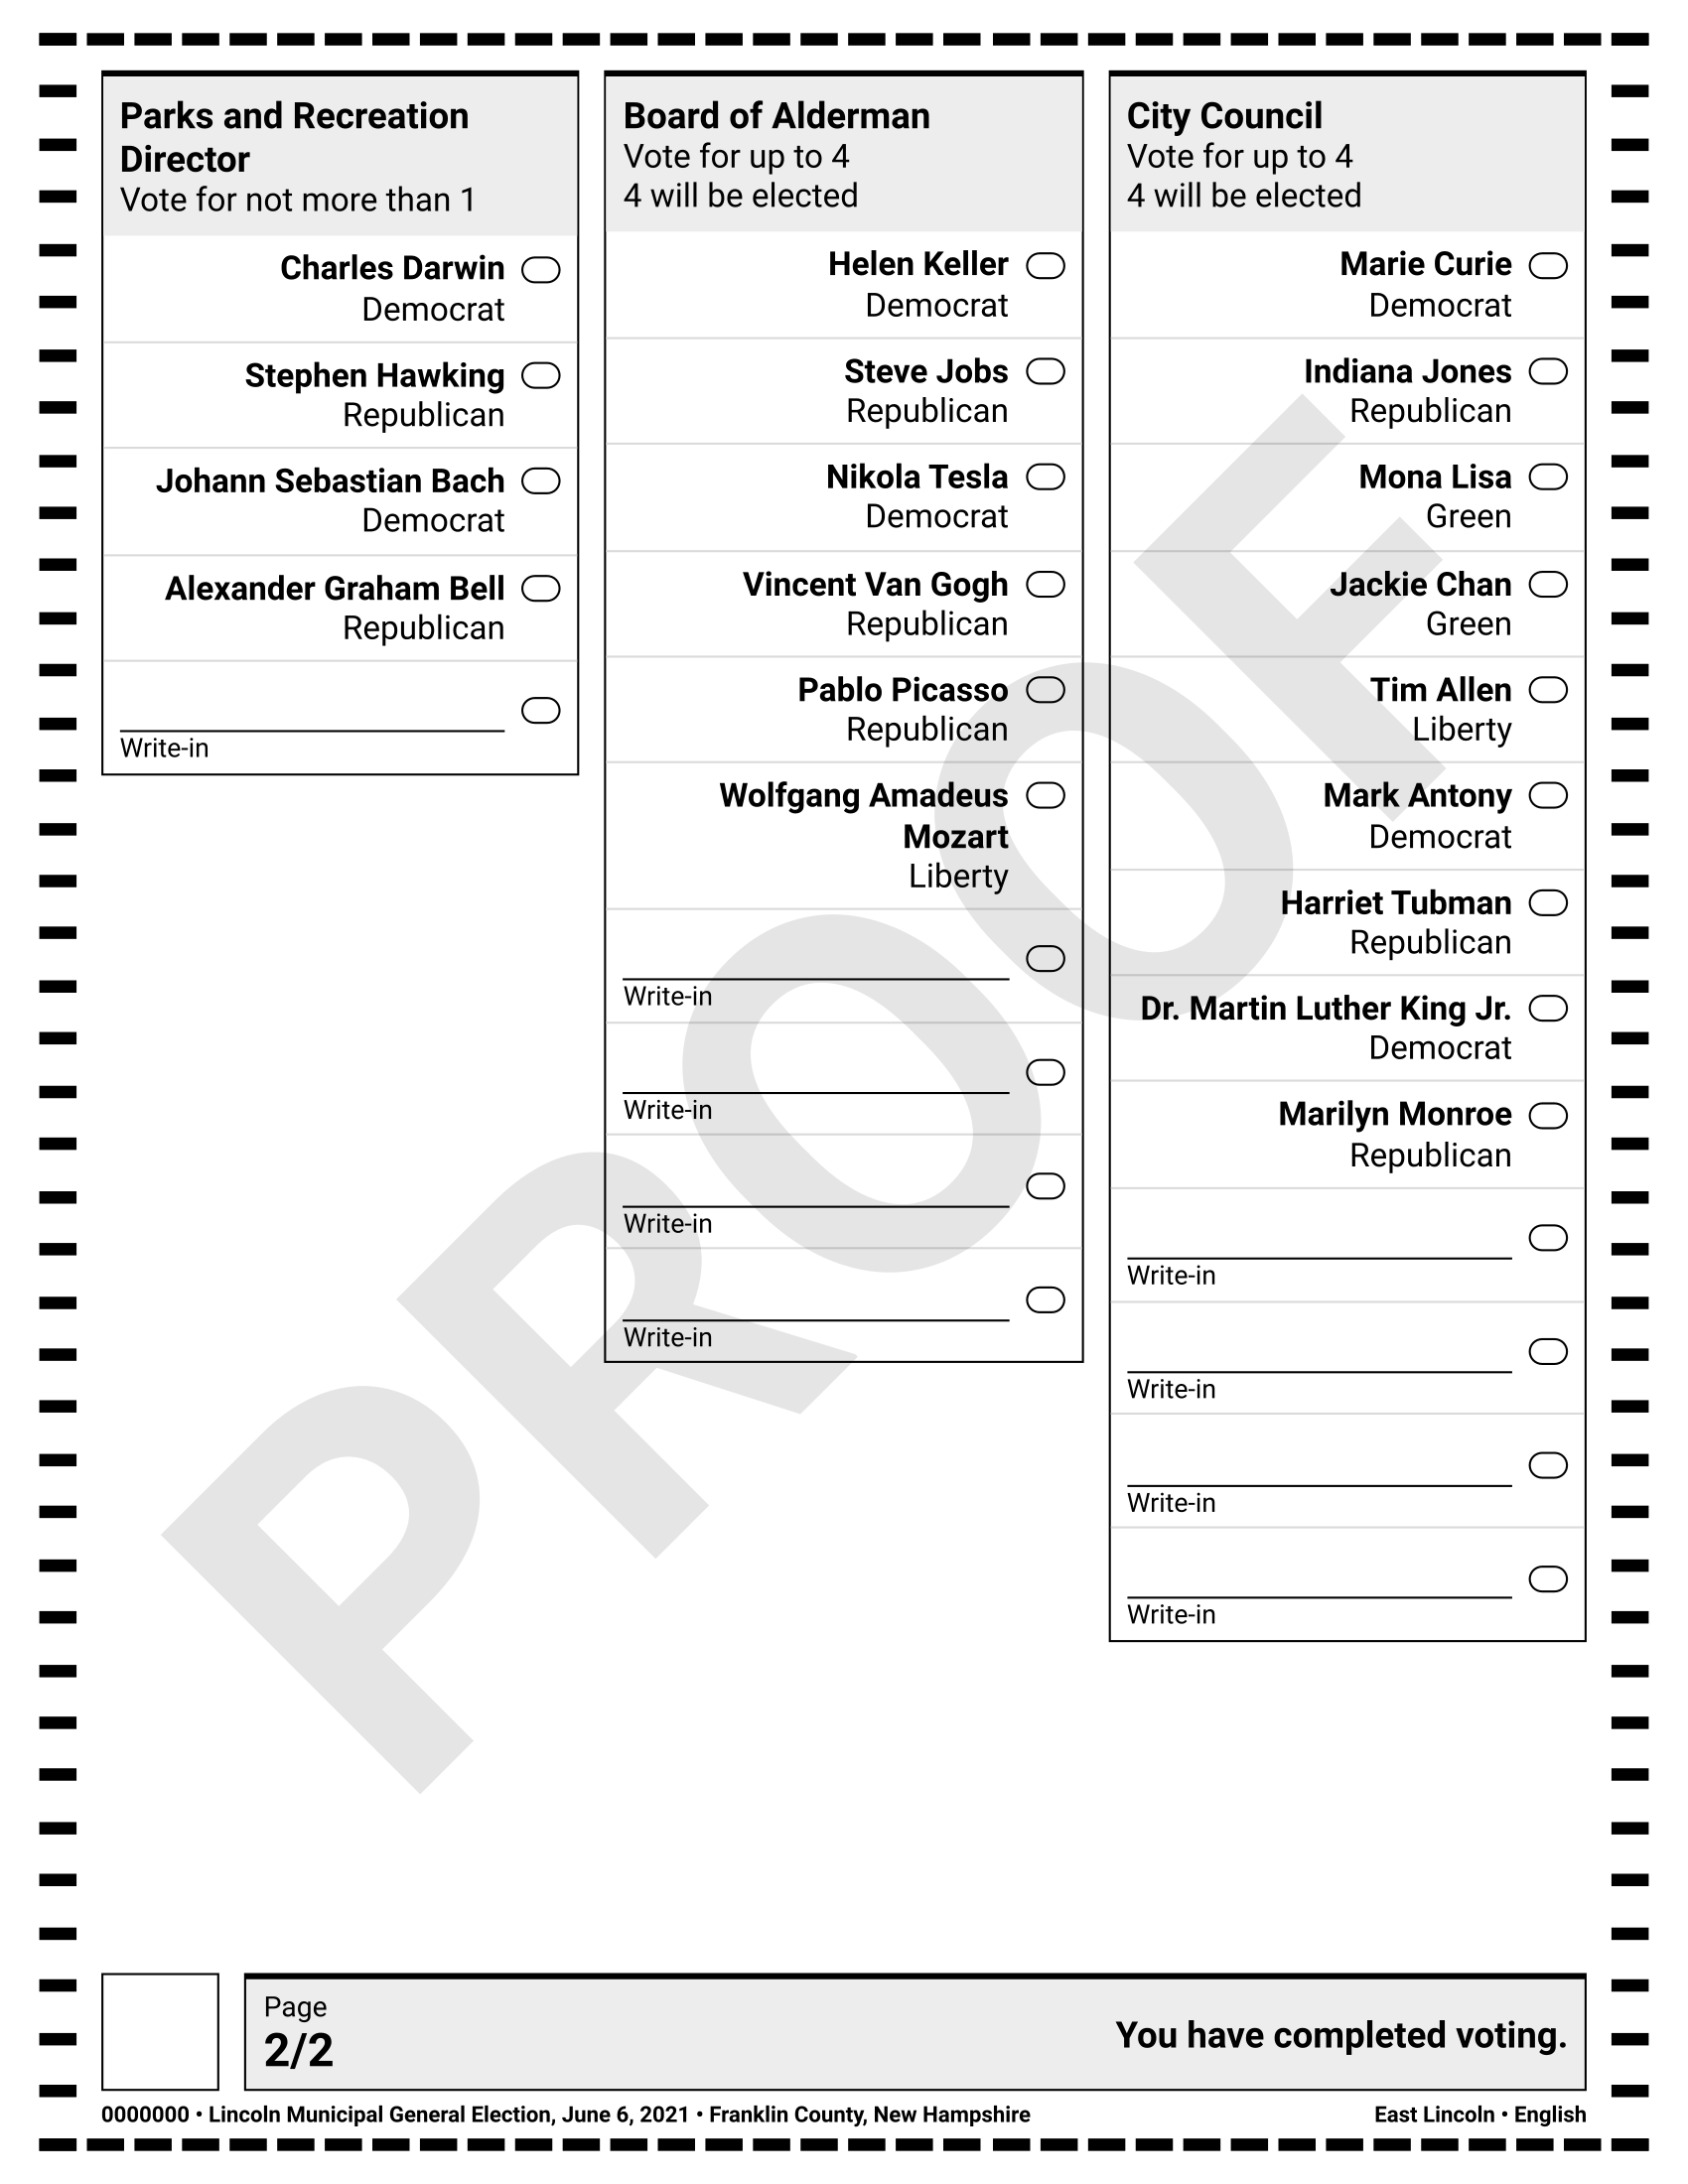 Parks and Recreation
Director
Vote for not more than 1
Charles Darwin
Democrat
Stephen Hawking
Republican
Johann Sebastian Bach
Democrat
Alexander Graham Bell
Republican
Write-in
Board of Alderman
Vote for up to 4
4 will be elected
Helen Keller
Democrat
Steve Jobs
Republican
Nikola Tesla
Democrat
Vincent Van Gogh
Republican
Pablo Picasso
Republican
Wolfgang Amadeus
Mozart
Liberty
Write-in
Write-in
Write-in
Write-in
City Council
Vote for up to 4
4 will be elected
Marie Curie
Democrat
Indiana Jones
Republican
Mona Lisa
Green
Jackie Chan
Green
Tim Allen
Liberty
Mark Antony
Democrat
Harriet Tubman
Republican
Dr. Martin Luther King Jr.
Democrat
Marilyn Monroe
Republican
Write-in
Write-in
Write-in
Write-in
PROOF
Page
2/2
You have completed voting.
0000000 • Lincoln Municipal General Election, June 6, 2021 • Franklin County, New Hampshire
East Lincoln • English